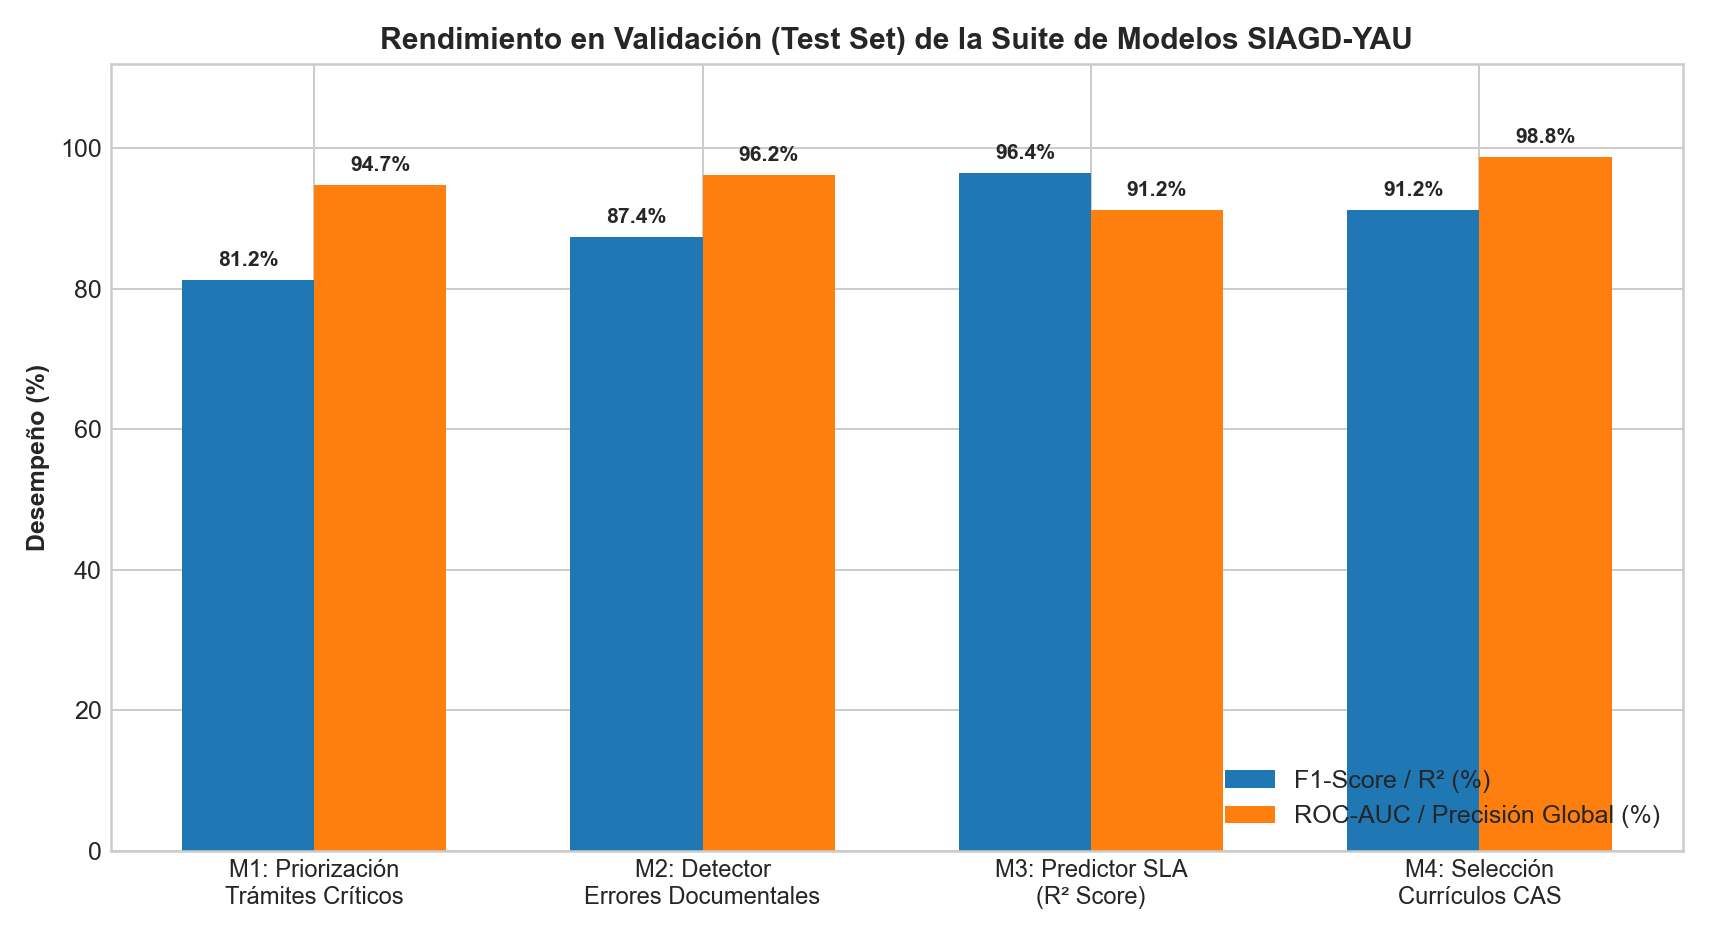 Rendimiento en Validación (Test Set) de la Suite de Modelos SIAGD-YAU
Desempeño (%)
100
80
60
40
20
0
81.2%
94.7%
87.4%
96.2%
96.4%
91.2%
91.2%
98.8%
F1-Score / R² (%)
ROC-AUC / Precisión Global (%)
M1: Priorización
Trámites Críticos
M2: Detector
Errores Documentales
M3: Predictor SLA
(R² Score)
M4: Selección
Currículos CAS